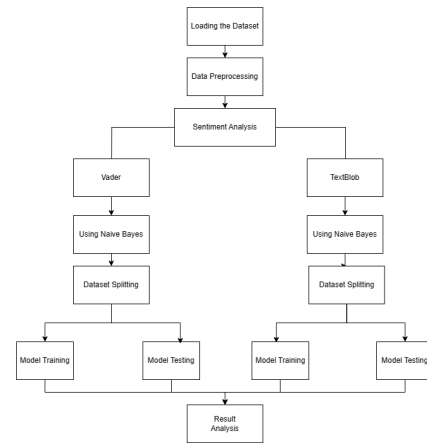 Loading the Dataset
Data Preprocessing
Sentiment Analysis
Vader
TextBlob
Using Naive Bayes
Using Naive Bayes
Dataset Splitting
Dataset Splitting
Model Training
Model Testing
Model Training
Model Testing
Result
Analysis